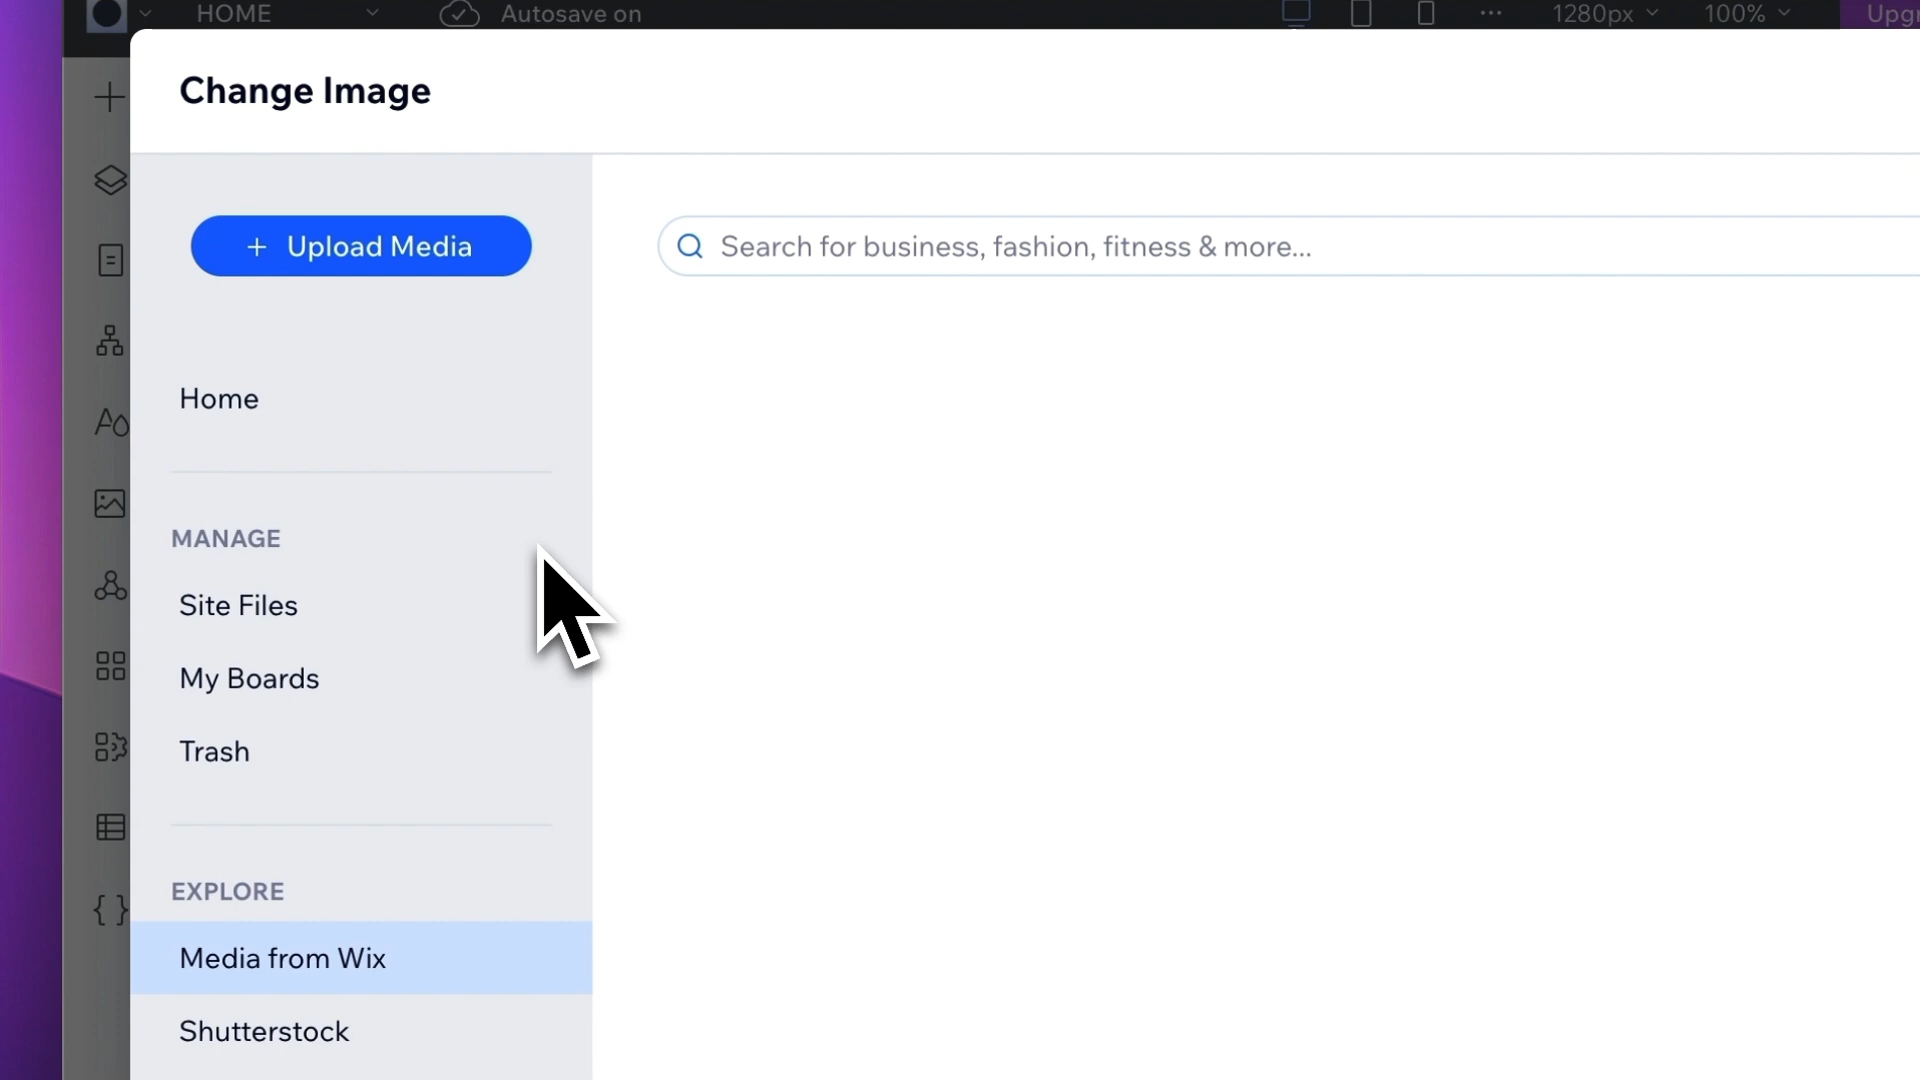 HOME
Autosave on
1280px
100%
Change Image
+ Upload Media
Search for business, fashion, fitness & more...
Home
MANAGE
Site Files
My Boards
Trash
EXPLORE
Media from Wix
Shutterstock